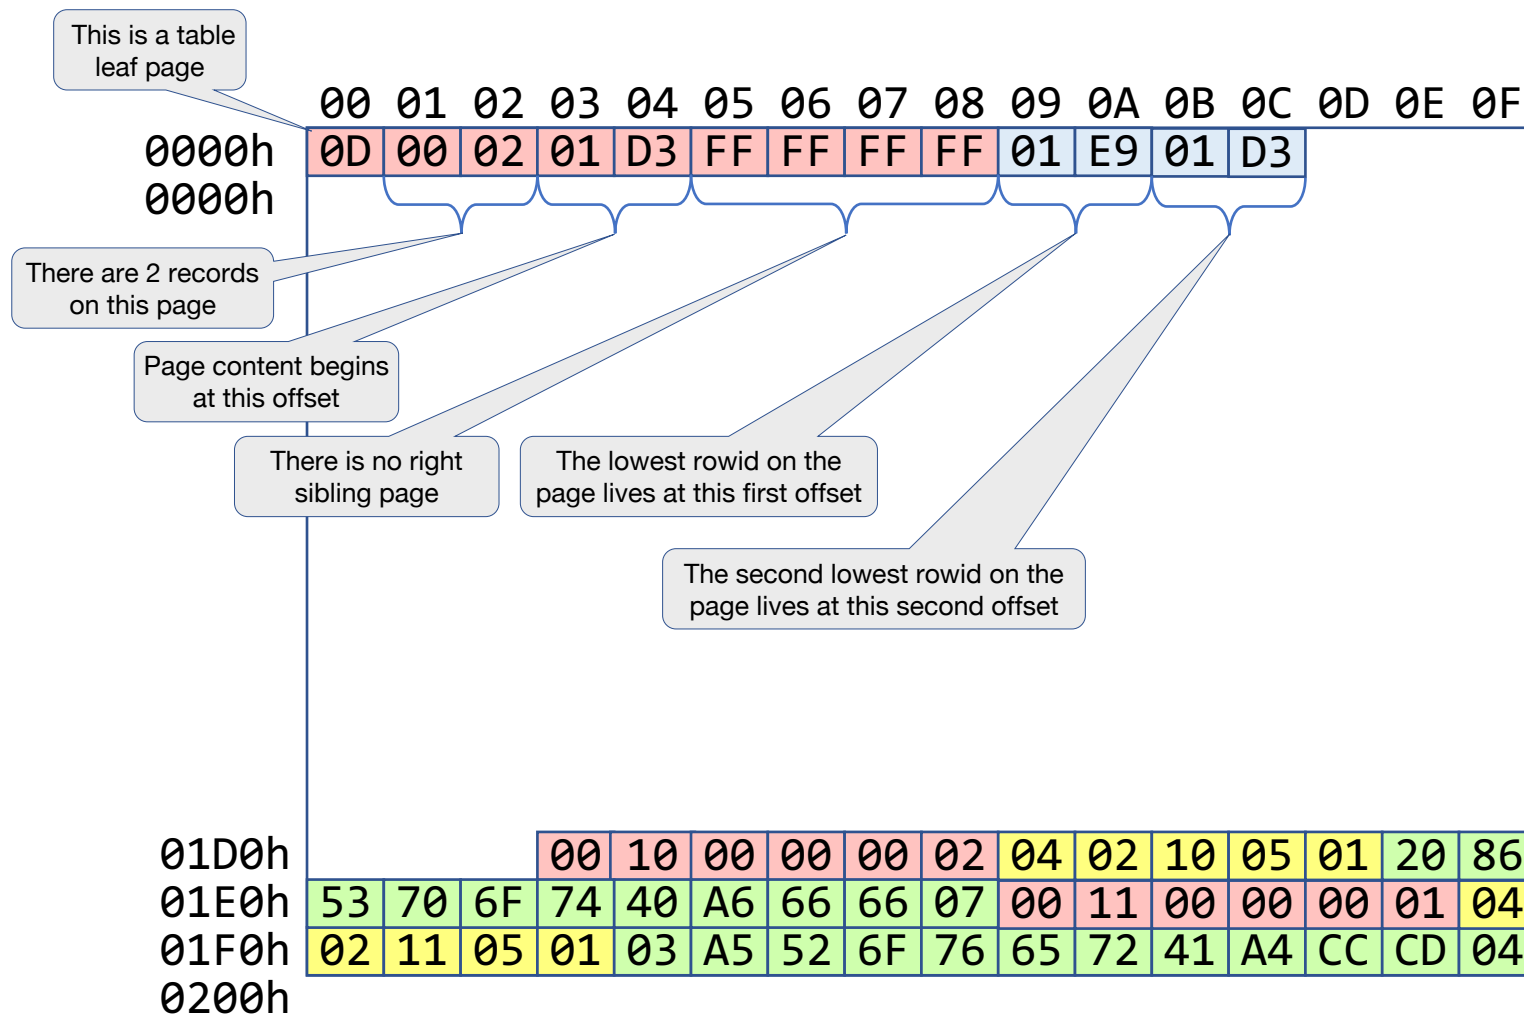 This is a table
leaf page
00 01 02 03 04 05 06 07 08 09 0A 0B 0C 0D 0E 0F
0000h 0D 00 02 01 D3 FF FF FF FF 01 E9 01 D3
0000h
There are 2 records
on this page
Page content begins
at this offset
There is no right
sibling page
The lowest rowid on the
page lives at this first offset
The second lowest rowid on the
page lives at this second offset
01D0h 00 10 00 00 00 02 04 02 10 05 01 20 86
01E0h 53 70 6F 74 40 A6 66 66 07 00 11 00 00 00 01 04
01F0h 02 11 05 01 03 A5 52 6F 76 65 72 41 A4 CC CD 04
0200h